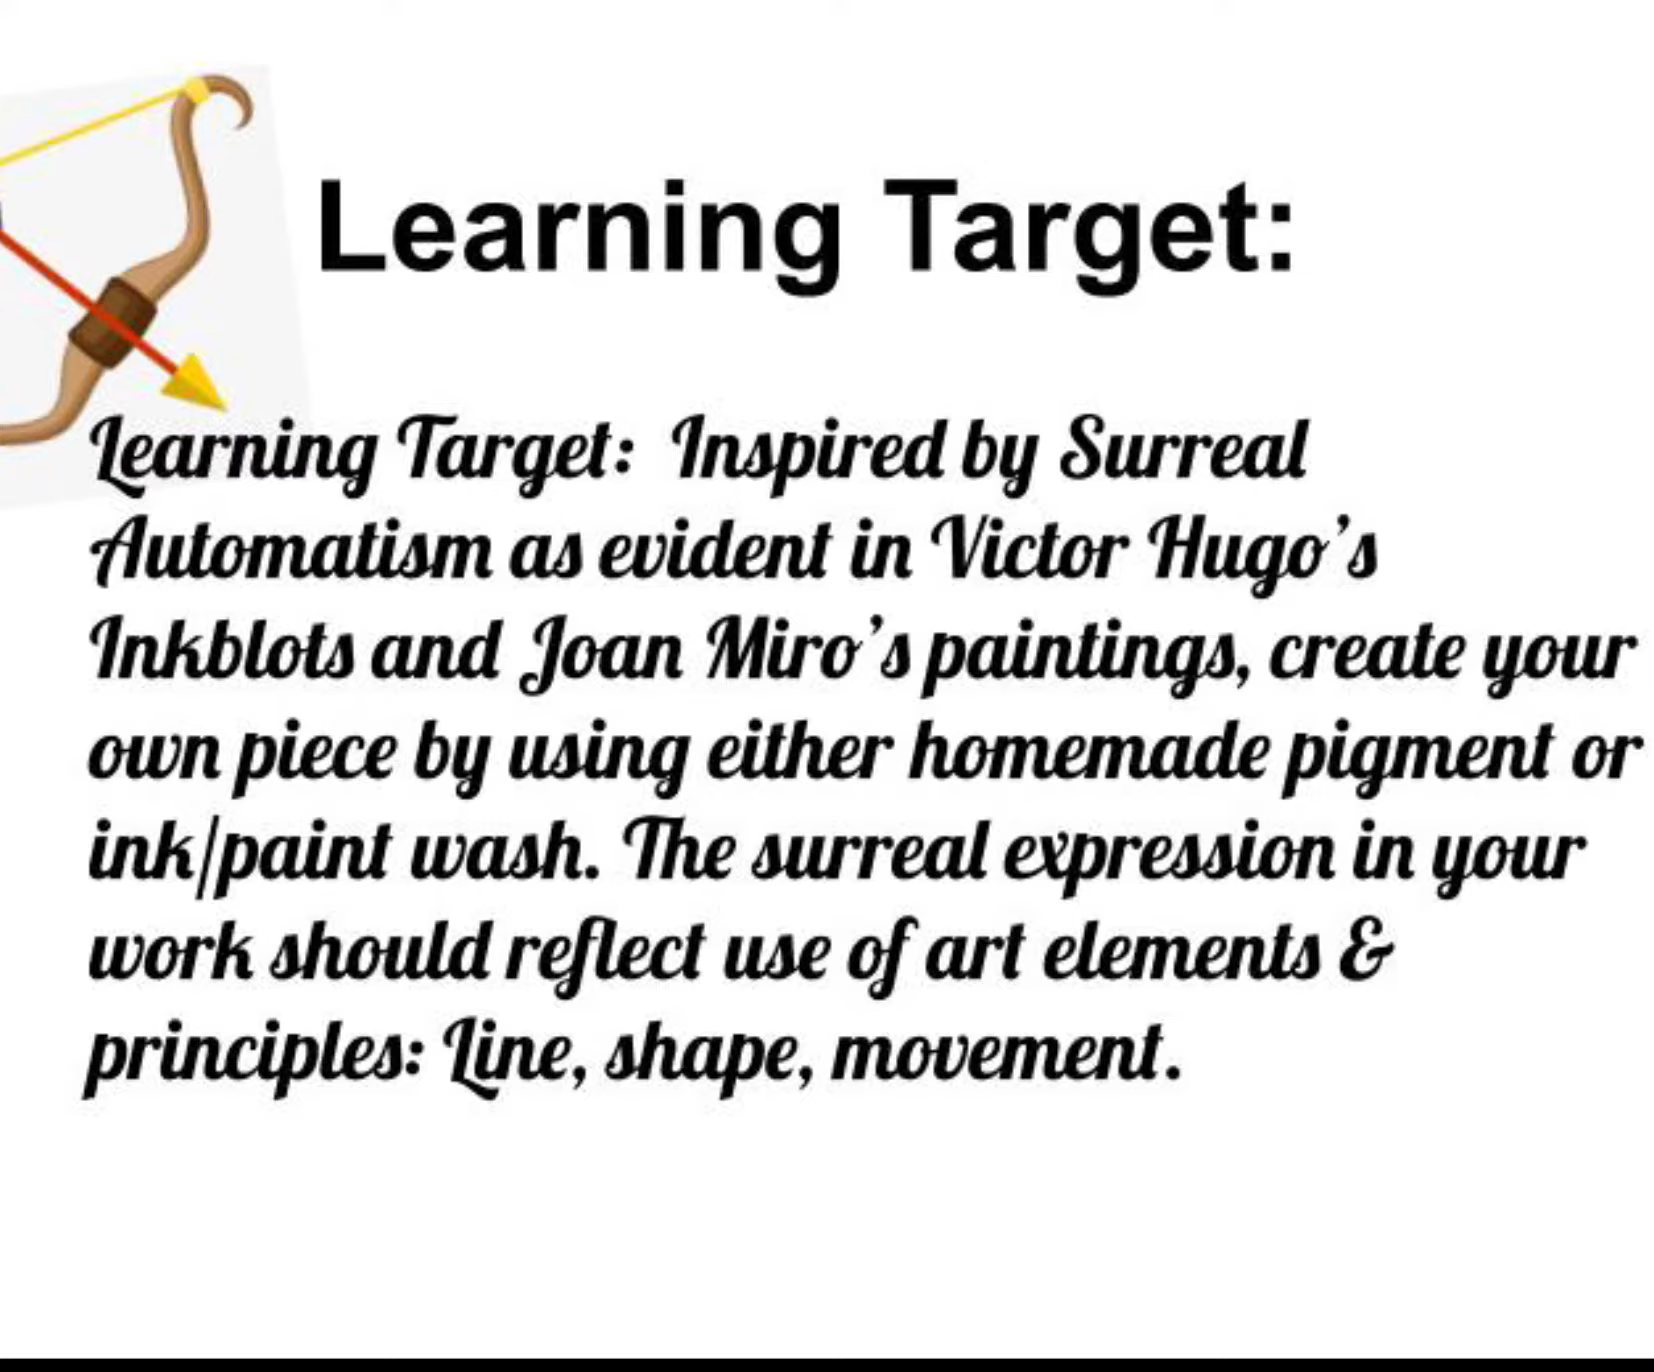 Learning Target:
Learning Target: Inspired by Surreal
Automatism as evident in Victor Hugo's
Inkblots and Joan Miro's paintings, create your
own piece by using either homemade pigment or
ink/paint wash. The surreal expression in your
work should reflect use of art elements &
principles: Line, shape, movement.